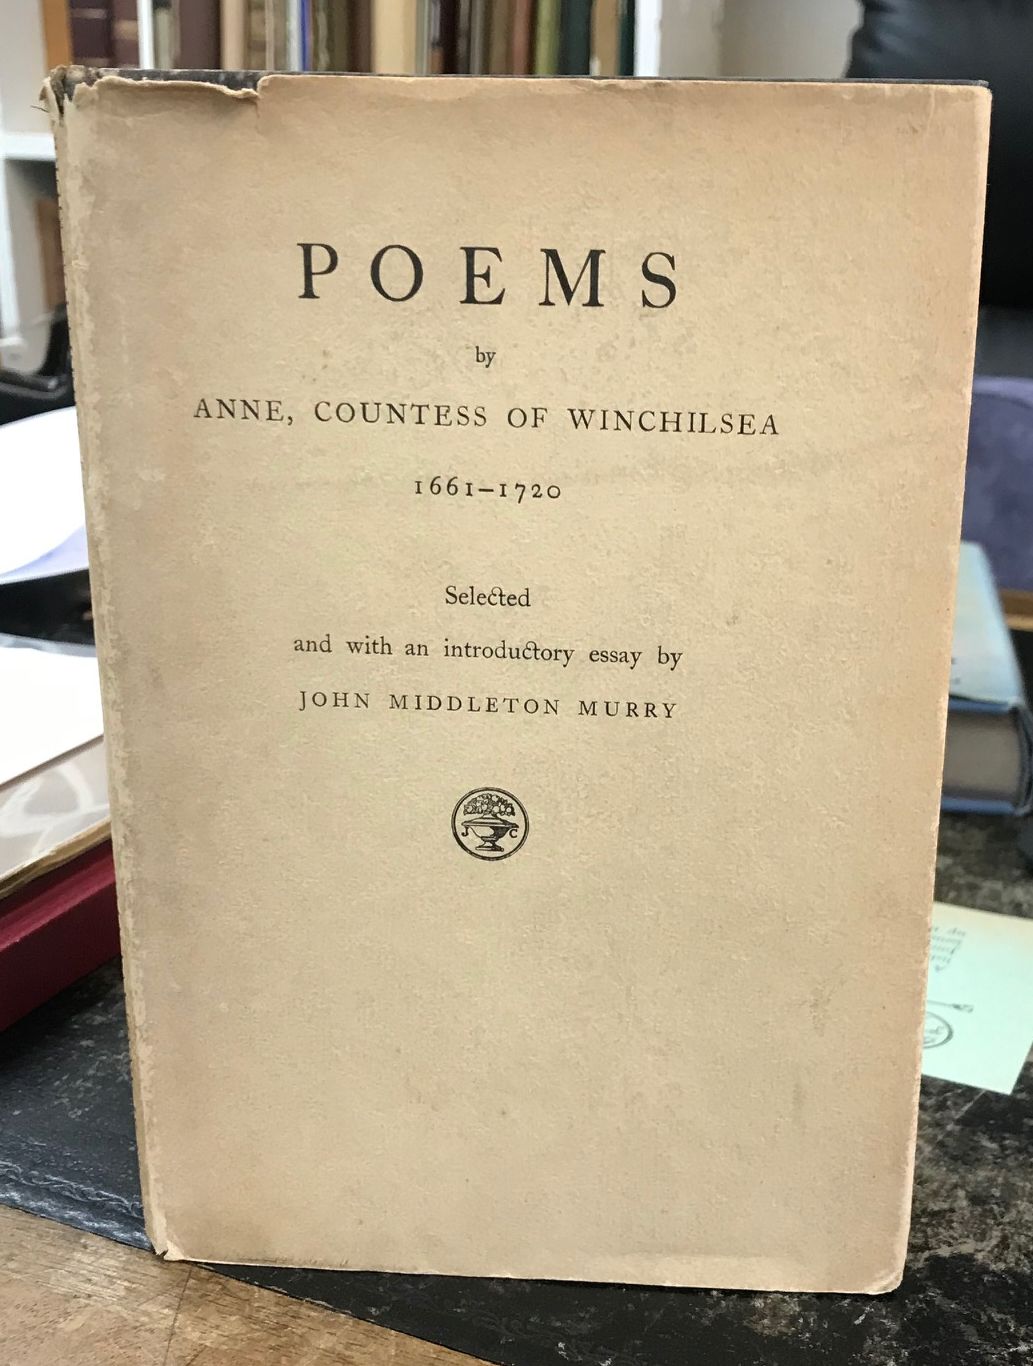 POEMS
by
ANNE, COUNTESS OF WINCHILSEA
1661–1720
Selected
and with an introductory essay by
JOHN MIDDLETON MURRY
J C